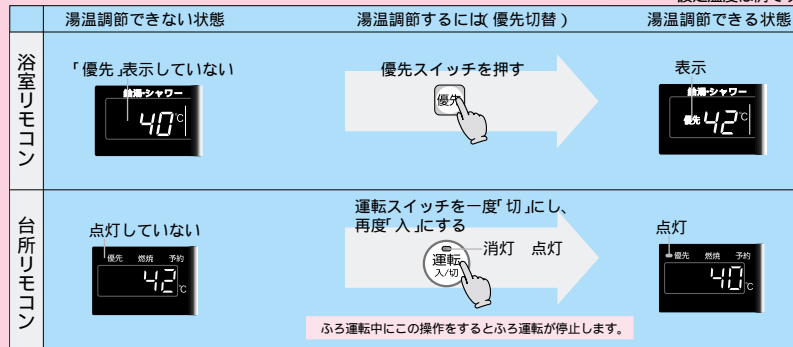 湯温調節できない状態
湯温調節するには(優先切替)
湯温調節できる状態
浴室リモコン
「優先」表示していない
給湯・シャワー
40℃
優先スイッチを押す
優先
表示
給湯・シャワー
優先 42℃
台所リモコン
点灯していない
優先 燃焼 予約
42℃
運転スイッチを一度「切」にし、
再度「入」にする
消灯 点灯
運転
入/切
ふろ運転中にこの操作をするとふろ運転が停止します。
点灯
優先 燃焼 予約
40℃